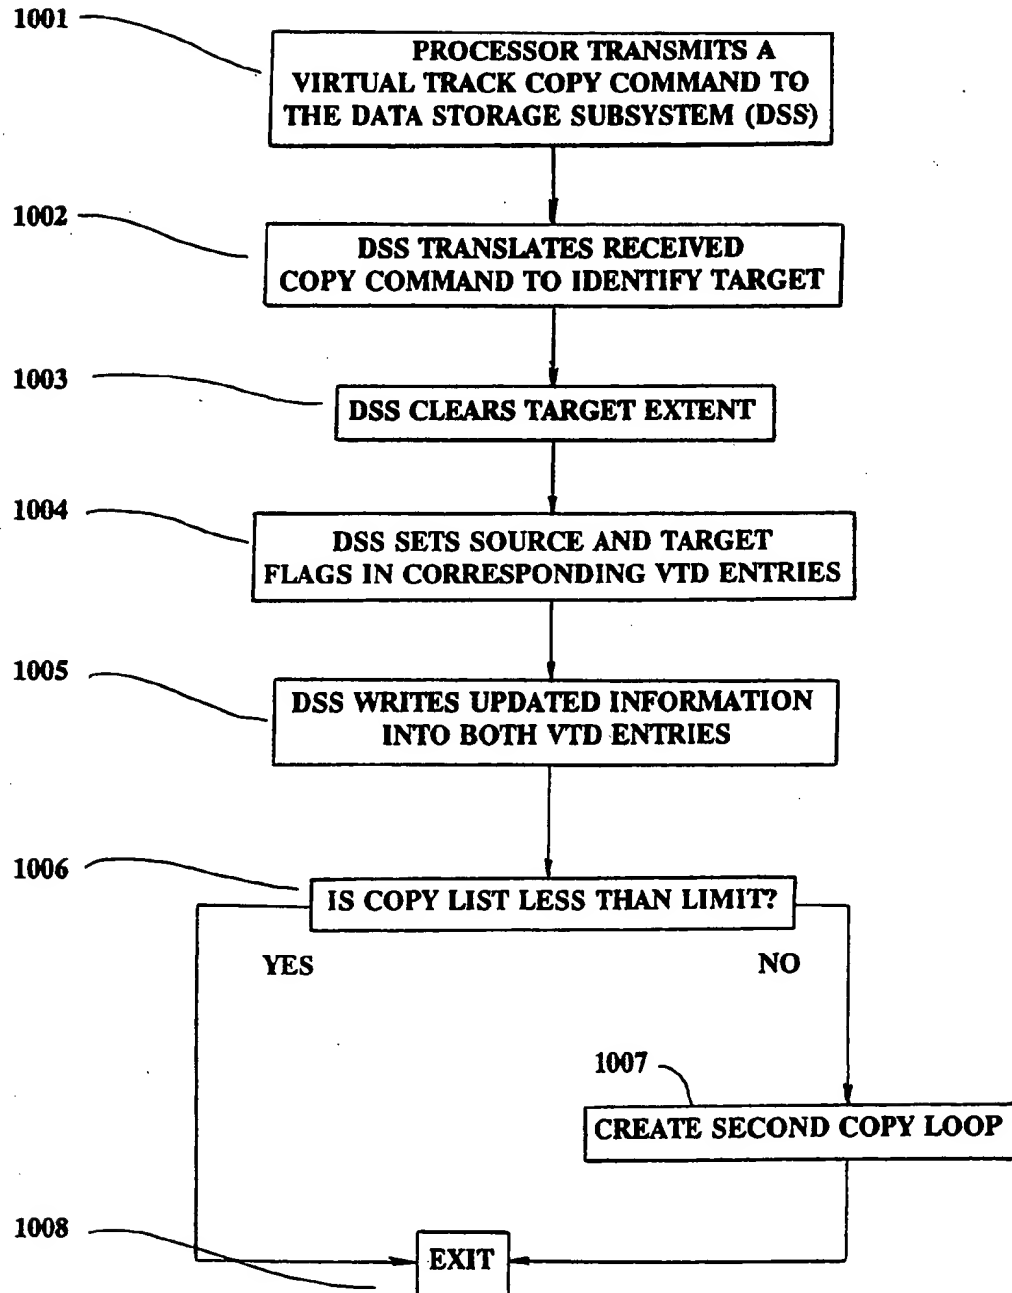 1001
PROCESSOR TRANSMITS A
VIRTUAL TRACK COPY COMMAND TO
THE DATA STORAGE SUBSYSTEM (DSS)
1002
DSS TRANSLATES RECEIVED
COPY COMMAND TO IDENTIFY TARGET
1003
DSS CLEARS TARGET EXTENT
1004
DSS SETS SOURCE AND TARGET
FLAGS IN CORRESPONDING VTD ENTRIES
1005
DSS WRITES UPDATED INFORMATION
INTO BOTH VTD ENTRIES
1006
IS COPY LIST LESS THAN LIMIT?
YES
NO
1007
CREATE SECOND COPY LOOP
1008
EXIT